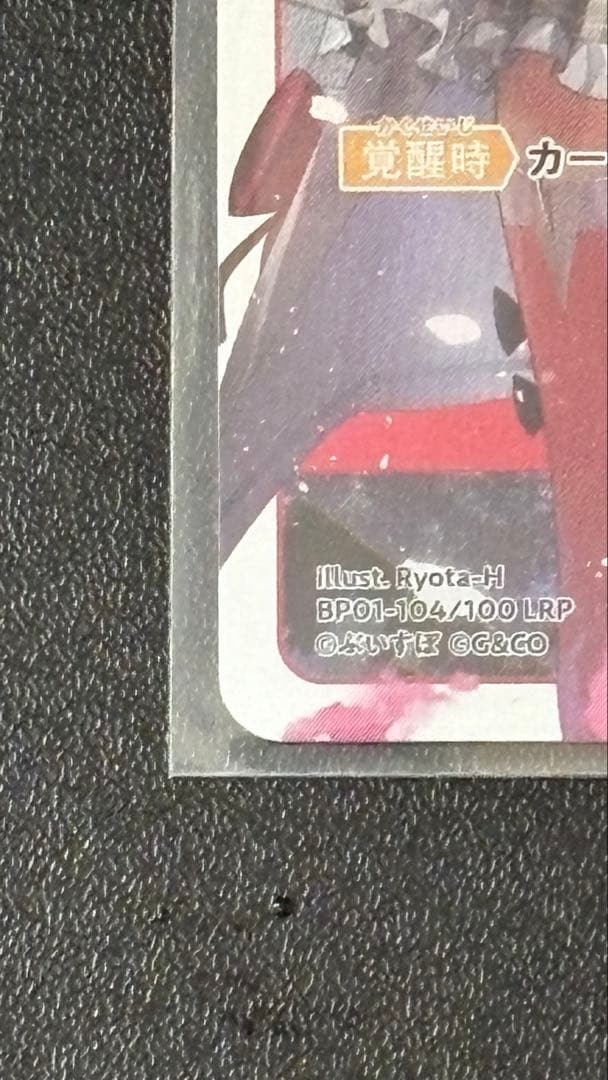 かくせいじ
覚醒時 カー
Illust. Ryota-H
BP01-104/100 LRP
©ぶいすぽ ©G&CO